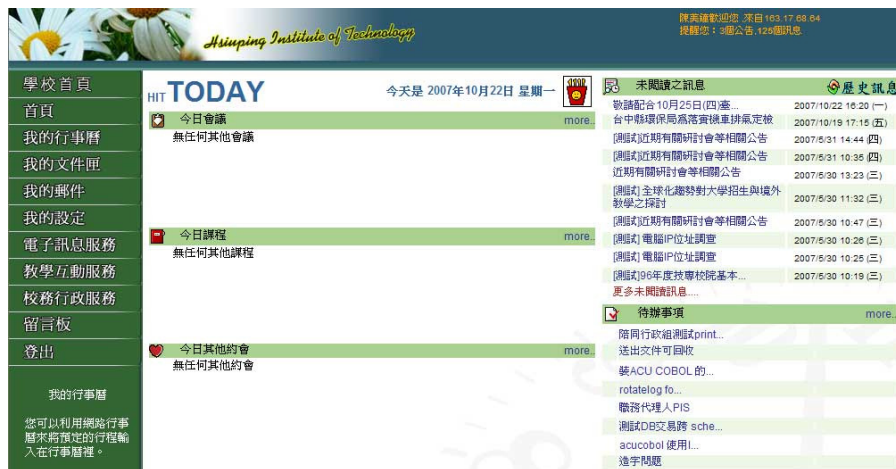 Hsiuping Institute of Technology
陳美雍歡迎您 ,來自163.17.68.64
提醒您：3個公告,125個訊息
學校首頁
首頁
我的行事曆
我的文件匣
我的郵件
我的設定
電子訊息服務
教學互動服務
校務行政服務
留言板
登出
我的行事曆
您可以利用網路行事
曆來將預定的行程輸
入在行事曆裡。
HIT TODAY 今天是 2007年10月22日 星期一
今日會議 more..
無任何其他會議
今日課程 more..
無任何其他課程
今日其他約會 more..
無任何其他約會
未閱讀之訊息 歷史訊息
敬請配合10月25日(四)臺... 2007/10/22 16:20 (一)
台中縣環保局為落實機車排氣定檢 2007/10/19 17:15 (五)
[測試]近期有關研討會等相關公告 2007/5/31 14:44 (四)
[測試]近期有關研討會等相關公告 2007/5/31 10:35 (四)
近期有關研討會等相關公告 2007/5/30 13:23 (三)
[測試] 全球化趨勢對大學招生與境外
教學之探討 2007/5/30 11:32 (三)
[測試]近期有關研討會等相關公告 2007/5/30 10:47 (三)
[測試] 電腦IP位址調查 2007/5/30 10:26 (三)
[測試] 電腦IP位址調查 2007/5/30 10:25 (三)
[測試]96年度技專校院基本... 2007/5/30 10:19 (三)
更多未閱讀訊息....
待辦事項 more..
陪同行政組測試print...
送出文件可回收
裝ACU COBOL 的...
rotatelog fo...
職務代理人PIS
測試DB交易跨 sche...
acucobol 使用l...
造字問題